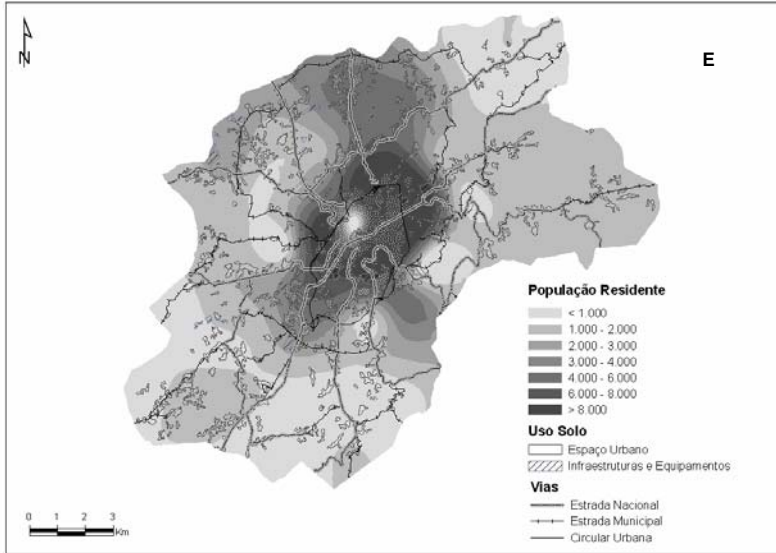 N
E
População Residente
< 1.000
1.000 - 2.000
2.000 - 3.000
3.000 - 4.000
4.000 - 6.000
6.000 - 8.000
> 8 000
Uso Solo
Espaço Urbano
Infraestruturas e Equipamentos
Vias
Estrada Nacional
Estrada Municipal
Circular Urbana
0 1 2 3
Km